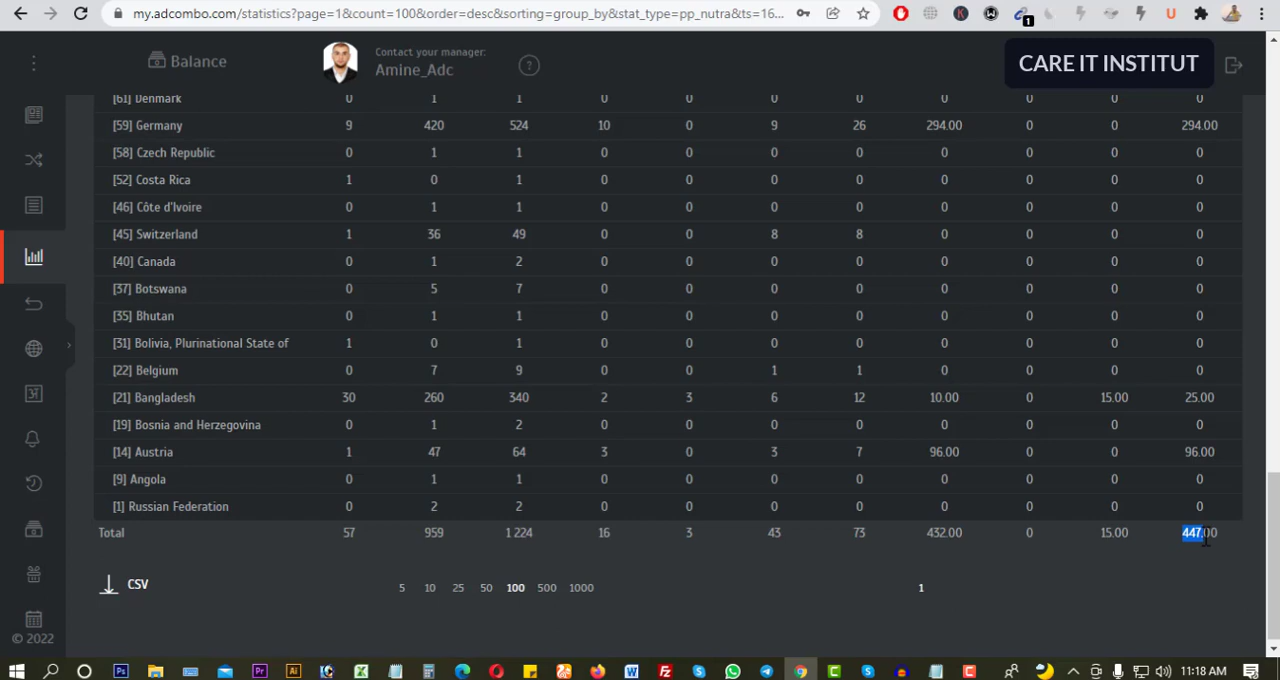 my.adcombo.com/statistics?page=1&count=100&order=desc&sorting=group_by&stat_type=pp_nutra&ts=16...
Balance
Contact your manager:
Amine_Adc
?
CARE IT INSTITUT
[61] Denmark 0 1 1 0 0 0 0 0 0 0 0
[59] Germany 9 420 524 10 0 9 26 294.00 0 0 294.00
[58] Czech Republic 0 1 1 0 0 0 0 0 0 0 0
[52] Costa Rica 1 0 1 0 0 0 0 0 0 0 0
[46] Côte d'Ivoire 0 1 1 0 0 0 0 0 0 0 0
[45] Switzerland 1 36 49 0 0 8 8 0 0 0 0
[40] Canada 0 1 2 0 0 0 0 0 0 0 0
[37] Botswana 0 5 7 0 0 0 0 0 0 0 0
[35] Bhutan 0 1 1 0 0 0 0 0 0 0 0
[31] Bolivia, Plurinational State of 1 0 1 0 0 0 0 0 0 0 0
[22] Belgium 0 7 9 0 0 1 1 0 0 0 0
[21] Bangladesh 30 260 340 2 3 6 12 10.00 0 15.00 25.00
[19] Bosnia and Herzegovina 0 1 2 0 0 0 0 0 0 0 0
[14] Austria 1 47 64 3 0 3 7 96.00 0 0 96.00
[9] Angola 0 1 1 0 0 0 0 0 0 0 0
[1] Russian Federation 0 2 2 0 0 0 0 0 0 0 0
Total 57 959 1 224 16 3 43 73 432.00 0 15.00 447.00
CSV 5 10 25 50 100 500 1000 1
© 2022
11:18 AM